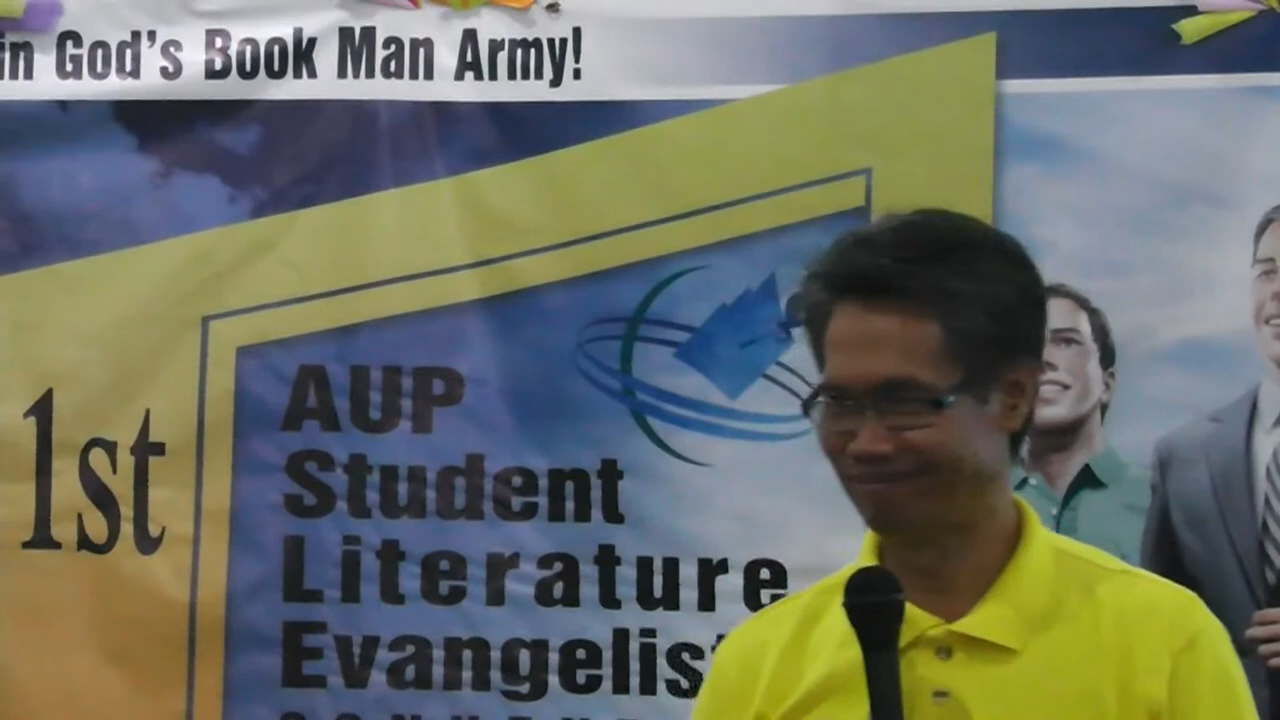 in God's Book Man Army!
1st
AUP
Student
Literature
Evangelis